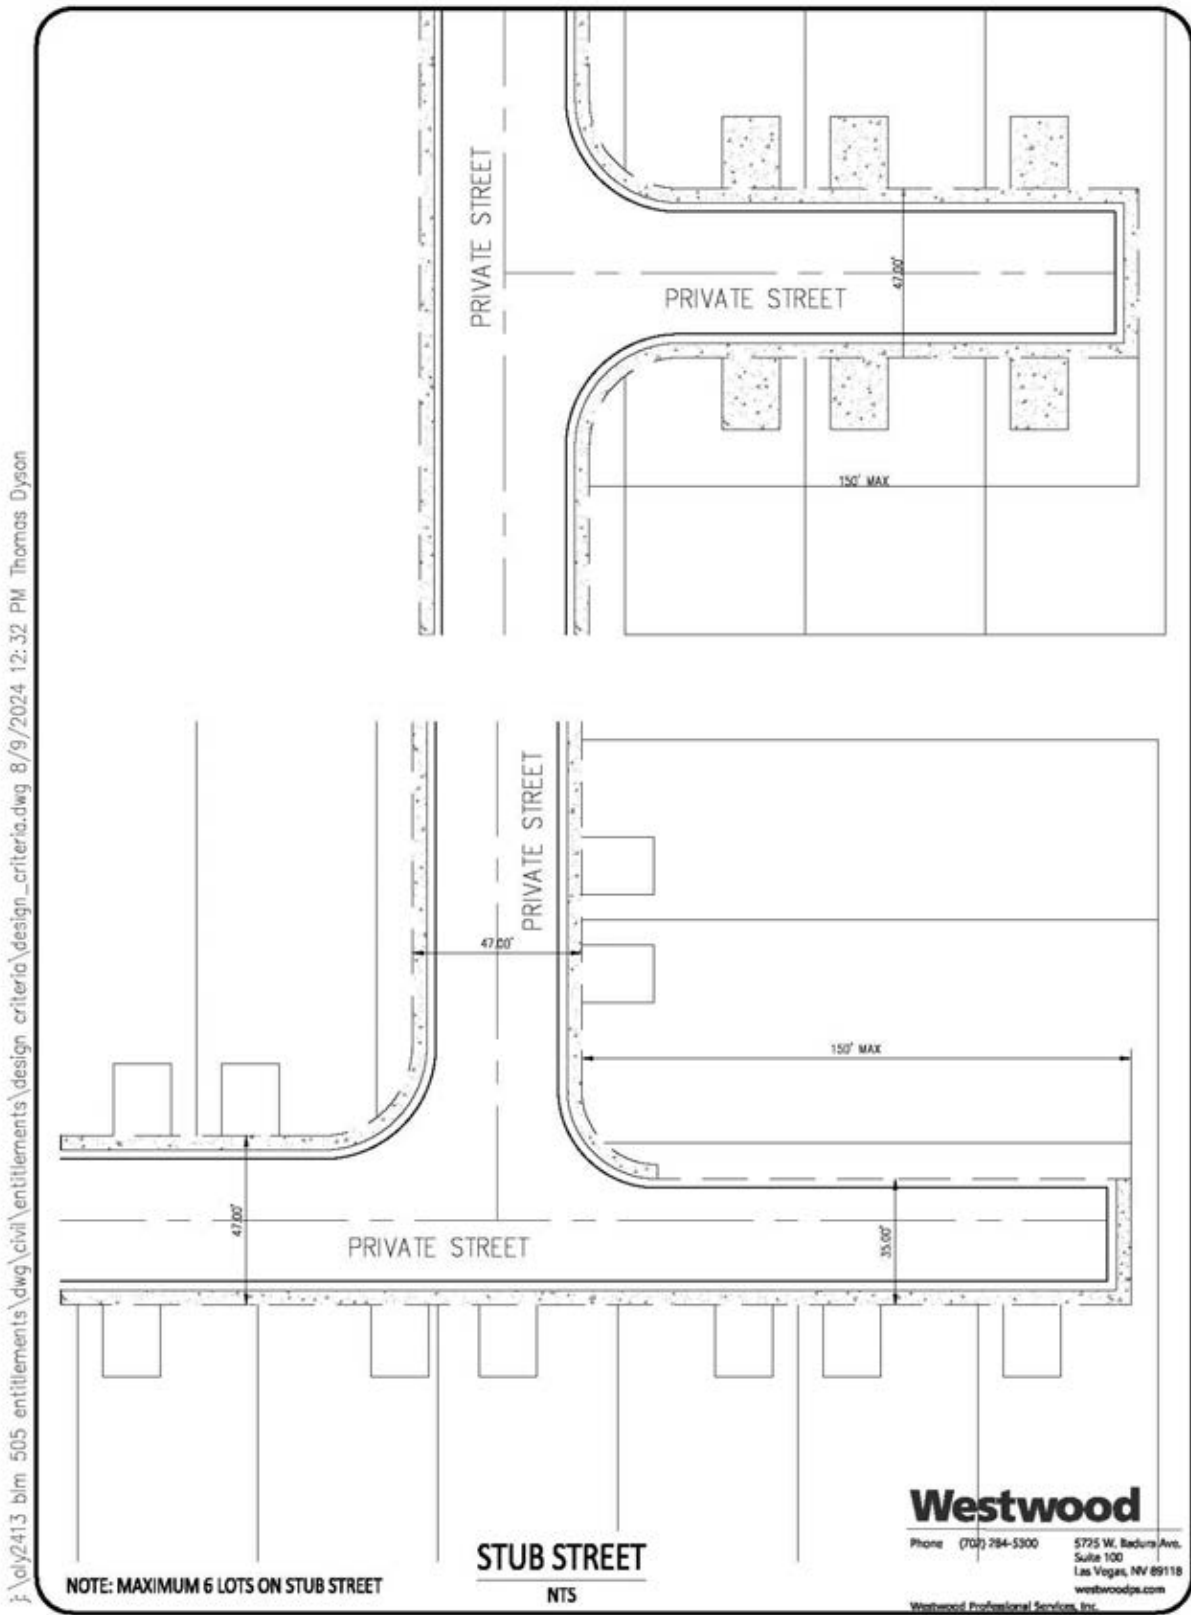 PRIVATE STREET
PRIVATE STREET
47.00'
150' MAX
PRIVATE STREET
47.00'
150' MAX
47.00'
PRIVATE STREET
35.00'
NOTE: MAXIMUM 6 LOTS ON STUB STREET
STUB STREET
NTS
Westwood
Phone (702) 284-5300
5725 W. Badura Ave.
Suite 100
Las Vegas, NV 89118
westwoodps.com
Westwood Professional Services, Inc.
j:\oly2413 blm 505 entitlements\dwg\civil\entitlements\design criteria\design_criteria.dwg 8/9/2024 12:32 PM Thomas Dyson